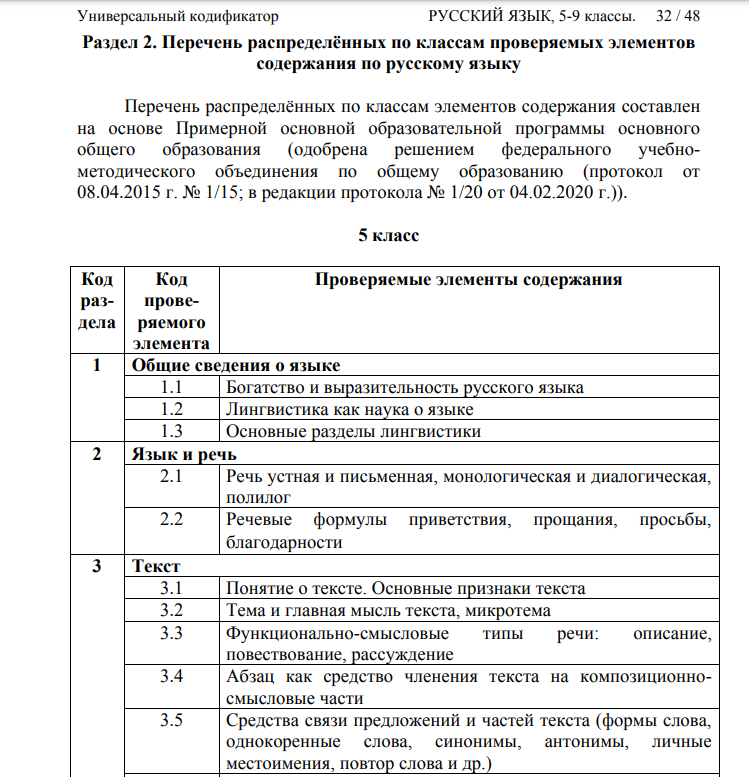 Универсальный кодификатор РУССКИЙ ЯЗЫК, 5-9 классы. 32 / 48
Раздел 2. Перечень распределённых по классам проверяемых элементов
содержания по русскому языку
Перечень распределённых по классам элементов содержания составлен
на основе Примерной основной образовательной программы основного
общего образования (одобрена решением федерального учебно-
методического объединения по общему образованию (протокол от
08.04.2015 г. № 1/15; в редакции протокола № 1/20 от 04.02.2020 г.)).
5 класс
Код раз-дела Код прове-ряемого элемента Проверяемые элементы содержания
1 Общие сведения о языке
1.1 Богатство и выразительность русского языка
1.2 Лингвистика как наука о языке
1.3 Основные разделы лингвистики
2 Язык и речь
2.1 Речь устная и письменная, монологическая и диалогическая,
полилог
2.2 Речевые формулы приветствия, прощания, просьбы,
благодарности
3 Текст
3.1 Понятие о тексте. Основные признаки текста
3.2 Тема и главная мысль текста, микротема
3.3 Функционально-смысловые типы речи: описание,
повествование, рассуждение
3.4 Абзац как средство членения текста на композиционно-
смысловые части
3.5 Средства связи предложений и частей текста (формы слова,
однокоренные слова, синонимы, антонимы, личные
местоимения, повтор слова и др.)